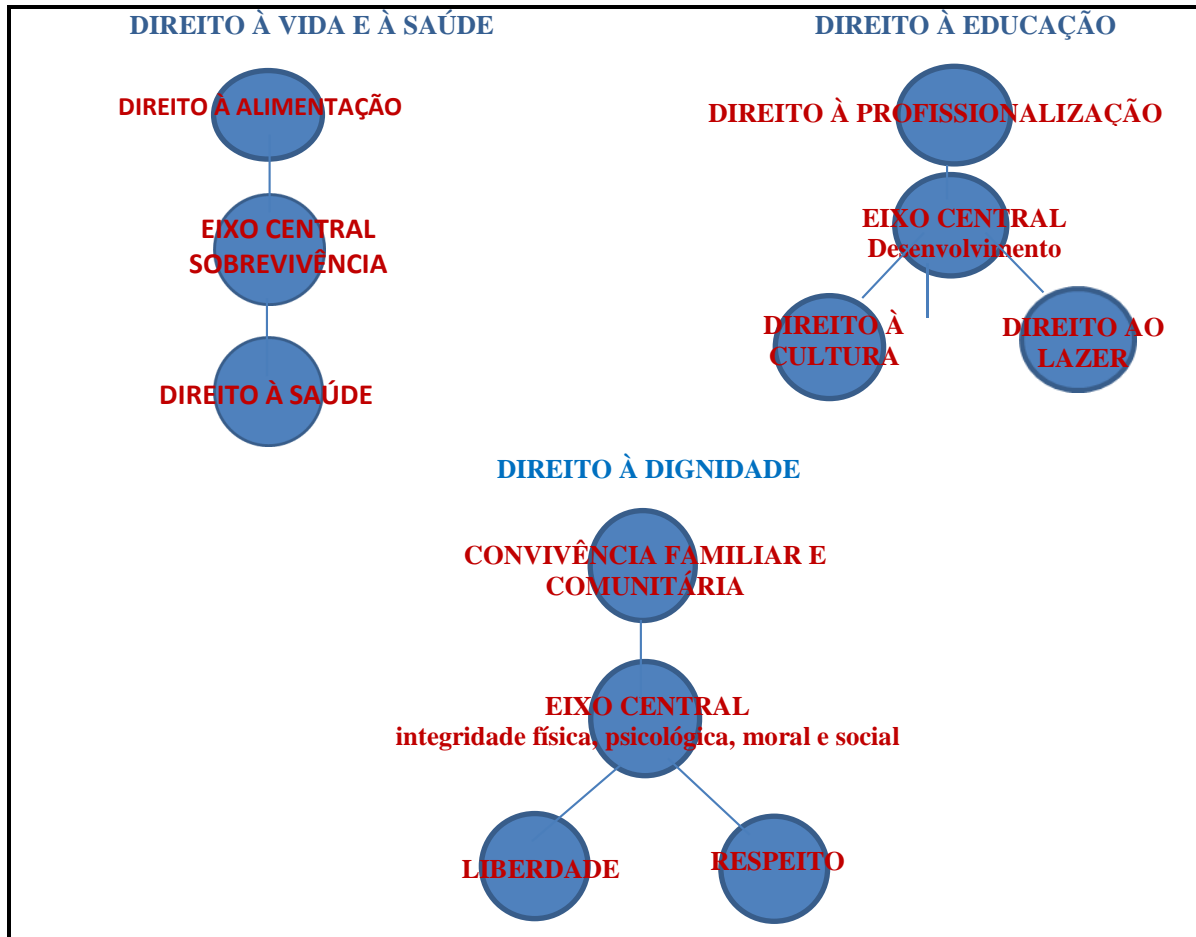 DIREITO À VIDA E À SAÚDE
DIREITO À ALIMENTAÇÃO
EIXO CENTRAL
SOBREVIVÊNCIA
DIREITO À SAÚDE
DIREITO À EDUCAÇÃO
DIREITO À PROFISSIONALIZAÇÃO
EIXO CENTRAL
Desenvolvimento
DIREITO À
CULTURA
DIREITO AO
LAZER
DIREITO À DIGNIDADE
CONVIVÊNCIA FAMILIAR E
COMUNITÁRIA
EIXO CENTRAL
integridade física, psicológica, moral e social
LIBERDADE
RESPEITO